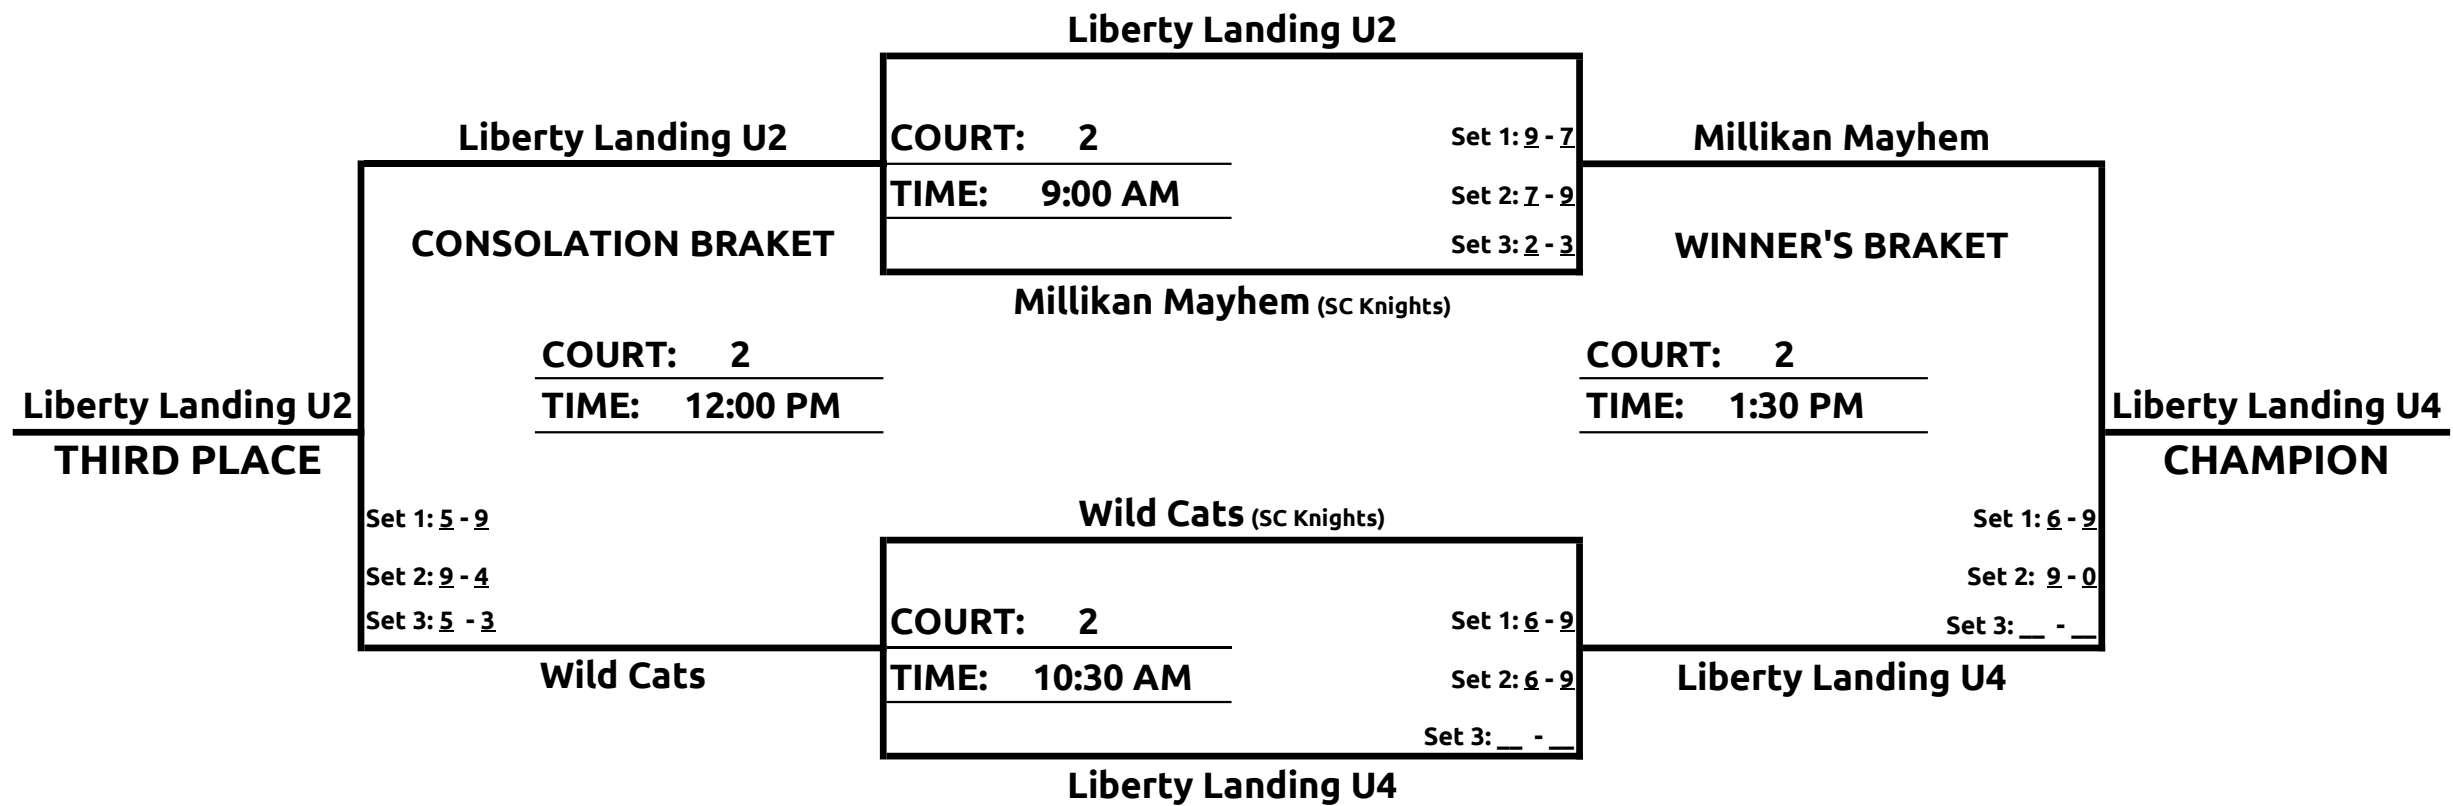 Liberty Landing U2
Liberty Landing U2
COURT: 2
Set 1: 9 - 7
Millikan Mayhem
TIME: 9:00 AM
Set 2: 7 - 9
CONSOLATION BRAKET
Set 3: 2 - 3
WINNER'S BRAKET
Millikan Mayhem (SC Knights)
COURT: 2
COURT: 2
Liberty Landing U2
TIME: 12:00 PM
TIME: 1:30 PM
Liberty Landing U4
THIRD PLACE
CHAMPION
Wild Cats (SC Knights)
Set 1: 5 - 9
Set 1: 6 - 9
Set 2: 9 - 4
Set 2: 9 - 0
Set 3: 5 - 3
COURT: 2
Set 1: 6 - 9
Set 3: __ - __
Wild Cats
TIME: 10:30 AM
Set 2: 6 - 9
Liberty Landing U4
Set 3: __ - __
Liberty Landing U4